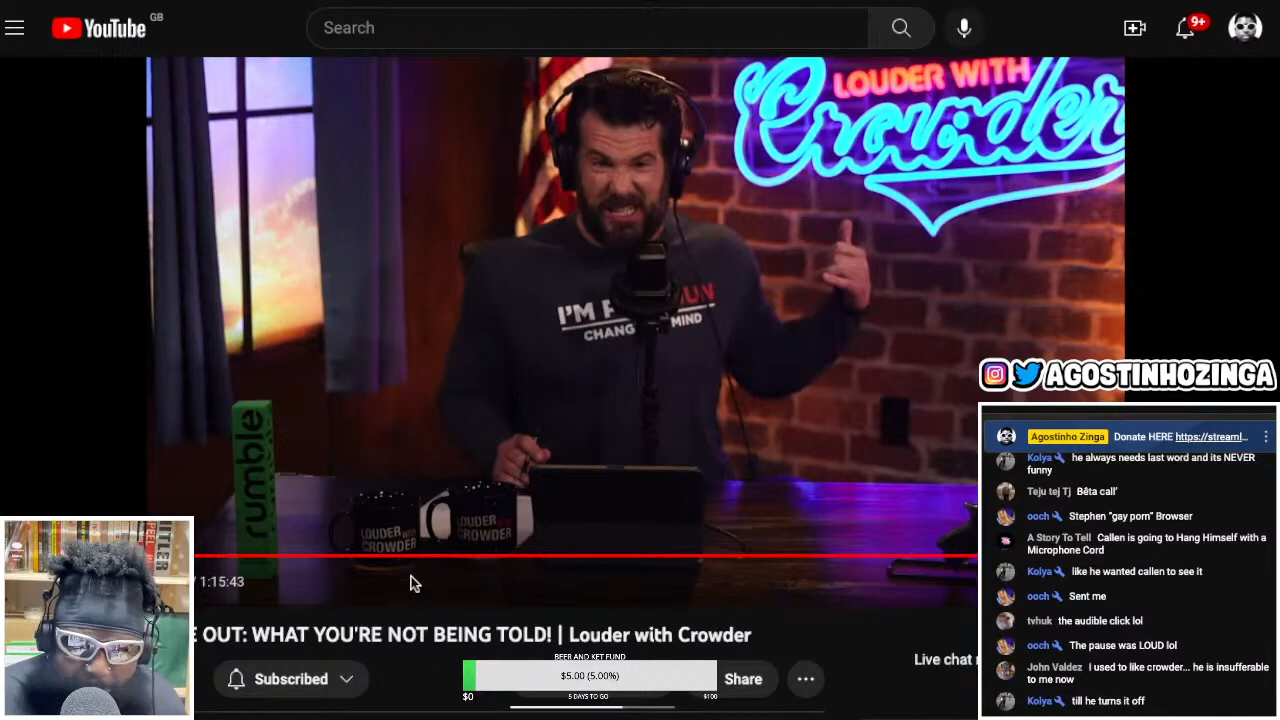 YouTube
GB
Search
9+
LOUDER WITH
Crowder
CHANG
MIND
rumble
LOUDER WITH
CROWDER
LOUDER
CROWDER
AGOSTINHOZINGA
Agostinho Zinga Donate HERE https://streaml...
Kolya he always needs last word and its NEVER
funny
Teju tej Tj Bêta call'
ooch Stephen "gay porn" Browser
A Story To Tell Callen is going to Hang Himself with a
Microphone Cord
Kolya like he wanted callen to see it
ooch Sent me
tvhuk the audible click lol
ooch The pause was LOUD lol
John Valdez I used to like crowder... he is insufferable
to me now
Kolya till he turns it off
/ 1:15:43
E OUT: WHAT YOU'RE NOT BEING TOLD! | Louder with Crowder
Live chat
Subscribed
BEER AND KET FUND
$5.00 (5.00%)
$0
5 DAYS TO GO
$100
Share